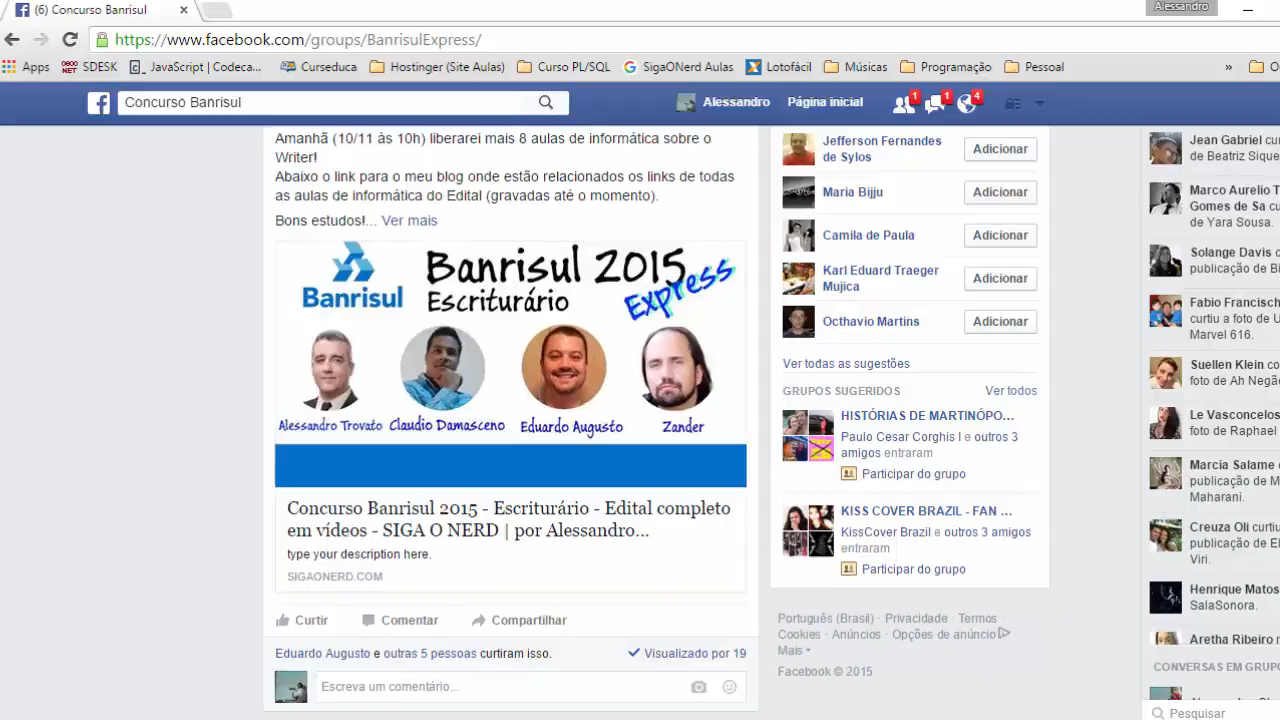 (6) Concurso Banrisul
Alessandro
https://www.facebook.com/groups/BanrisulExpress/
Apps
SDESK
JavaScript | Codeca...
Curseduca
Hostinger (Site Aulas)
Curso PL/SQL
SigaONerd Aulas
Lotofácil
Músicas
Programação
Pessoal
»
Concurso Banrisul
Alessandro
Página inicial
1
1
4
Amanhã (10/11 às 10h) liberarei mais 8 aulas de informática sobre o
Writer!
Abaixo o link para o meu blog onde estão relacionados os links de todas
as aulas de informática do Edital (gravadas até o momento).
Bons estudos!... Ver mais
Banrisul
Banrisul 2015
Escriturário
Express
Alessandro Trovato
Claudio Damasceno
Eduardo Augusto
Zander
Concurso Banrisul 2015 - Escriturário - Edital completo
em vídeos - SIGA O NERD | por Alessandro...
type your description here.
SIGAONERD.COM
Curtir
Comentar
Compartilhar
Eduardo Augusto e outras 5 pessoas curtiram isso.
Visualizado por 19
Escreva um comentário...
Jefferson Fernandes
de Sylos
Adicionar
Maria Bijju
Adicionar
Camila de Paula
Adicionar
Karl Eduard Traeger
Mujica
Adicionar
Octhavio Martins
Adicionar
Ver todas as sugestões
GRUPOS SUGERIDOS
Ver todos
HISTÓRIAS DE MARTINÓPO...
Paulo Cesar Corghis I e outros 3
amigos entraram
Participar do grupo
KISS COVER BRAZIL - FAN ...
KissCover Brazil e outros 3 amigos
entraram
Participar do grupo
Português (Brasil) · Privacidade · Termos ·
Cookies · Anúncios · Opções de anúncio
Mais
Facebook © 2015
Jean Gabriel cur
de Beatriz Sique
Marco Aurelio T
Gomes de Sa cu
de Yara Sousa.
Solange Davis c
publicação de Bi
Fabio Francisch
curtiu a foto de U
Marvel 616.
Suellen Klein c
foto de Ah Negã
Le Vasconcelos
foto de Raphael
Marcia Salame c
publicação de M
Maharani.
Creuza Oli curti
publicação de El
Viri.
Henrique Matos
SalaSonora.
Aretha Ribeiro
CONVERSAS EM GRUPO
Pesquisar